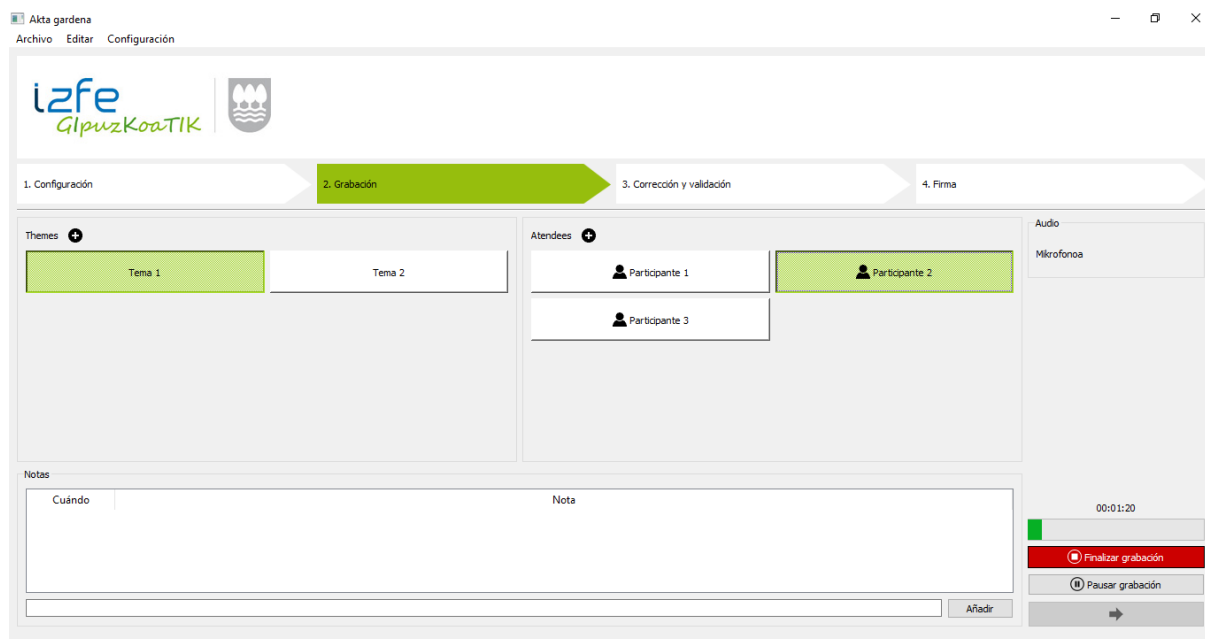 Akta gardena
Archivo Editar Configuración
izfe
GIpuzKoaTIK
1. Configuración
2. Grabación
3. Corrección y validación
4. Firma
Themes
Tema 1
Tema 2
Atendees
Participante 1
Participante 2
Participante 3
Audio
Mikrofonoa
Notas
Cuándo
Nota
Añadir
00:01:20
Finalizar grabación
Pausar grabación